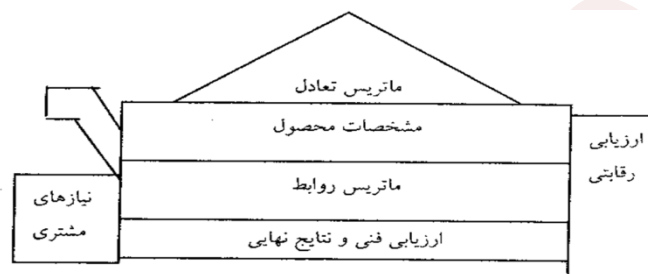 ماتریس تعادل
مشخصات محصول
ارزیابی
رقابتی
ماتریس روابط
نیازهای
مشتری
ارزیابی فنی و نتایج نهایی